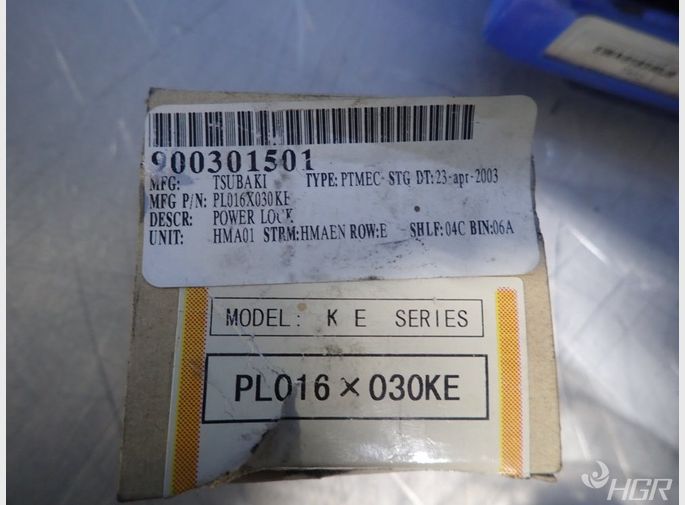 900301501
MFG: TSUBAKI TYPE: PTMEC STG DT: 23-apr-2003
MFG P/N: PL016X030KE
DESCR: POWER LOCK
UNIT: HMA01 STRM:HMAEN ROW:E SHLF:04C BIN:06A
MODEL: K E SERIES
PL016×030KE
HGR